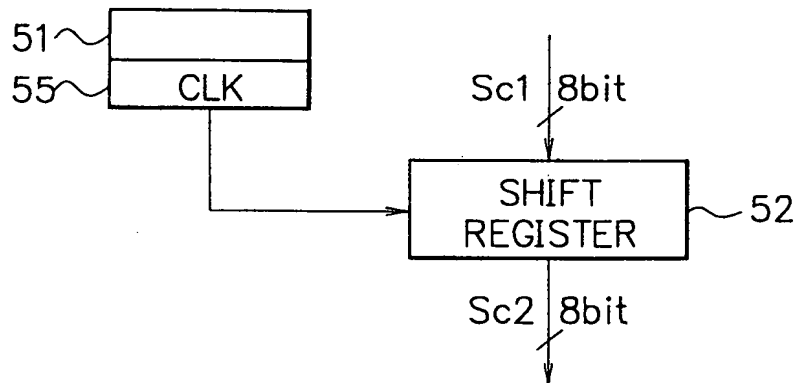 51
55 CLK
Sc1 8bit
SHIFT
REGISTER
52
Sc2 8bit